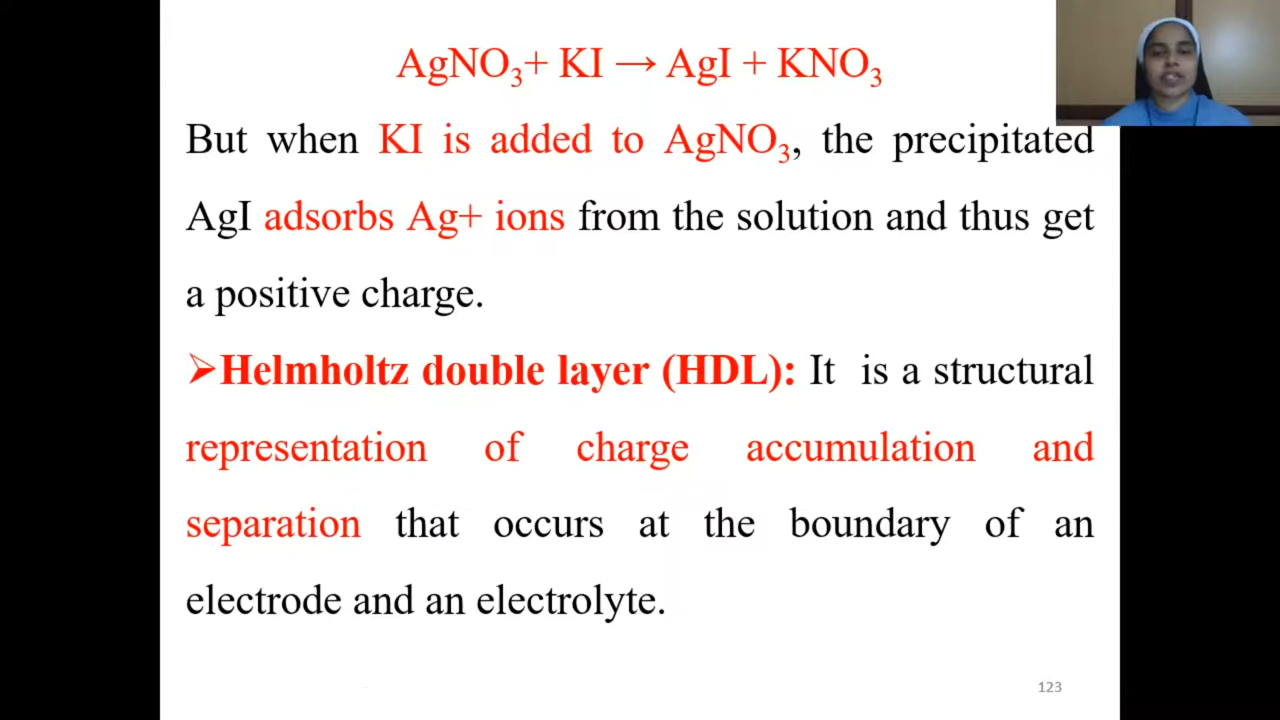 AgNO₃+ KI → AgI + KNO₃
But when KI is added to AgNO₃, the precipitated
AgI adsorbs Ag+ ions from the solution and thus get
a positive charge.
➢Helmholtz double layer (HDL): It is a structural
representation of charge accumulation and
separation that occurs at the boundary of an
electrode and an electrolyte.
123